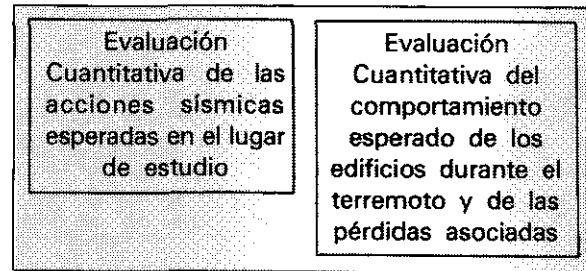 Evaluación
Cuantitativa de las
acciones sísmicas
esperadas en el lugar
de estudio
Evaluación
Cuantitativa del
comportamiento
esperado de los
edificios durante el
terremoto y de las
pérdidas asociadas